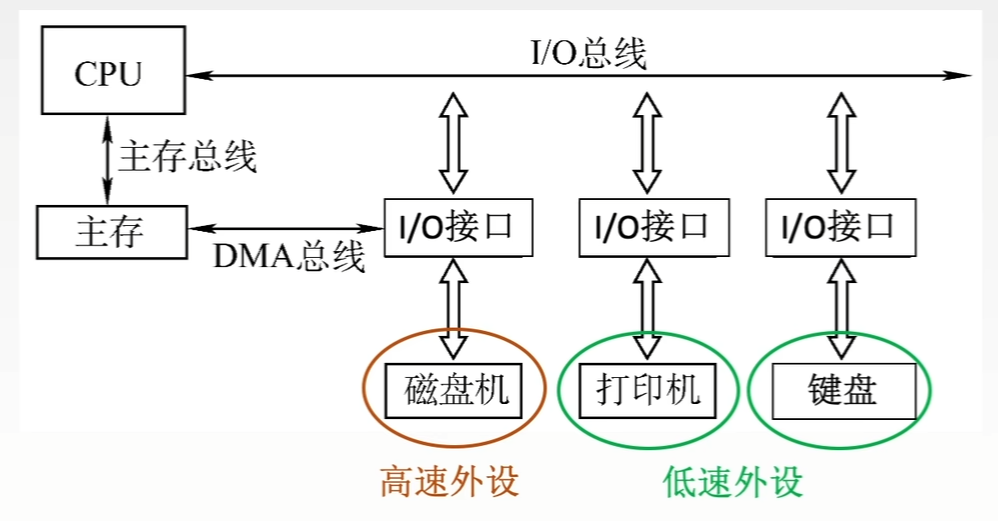 I/O总线
CPU
主存总线
主存
DMA总线
I/O接口
I/O接口
I/O接口
磁盘机
打印机
键盘
高速外设
低速外设